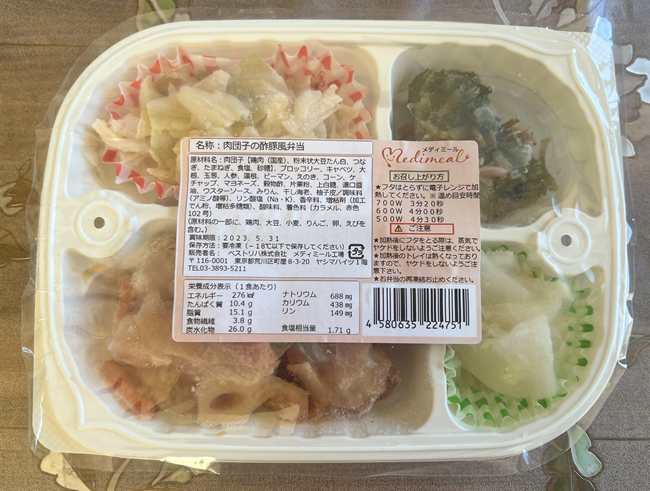 名称：肉団子の酢豚風弁当
原材料名：肉団子【鶏肉（国産）、粉末状大豆たん白、つな
ぎ、たまねぎ、食塩、砂糖】、ブロッコリー、キャベツ、大
根、玉葱、人参、蓮根、ピーマン、えのき、コーン、ケ
チャップ、マヨネーズ、穀物酢、片栗粉、上白糖、濃口醤
油、ウスターソース、みりん、干し海老、柚子皮／調味料
（アミノ酸等）、リン酸塩（Na・K）、香辛料、増粘剤（加工
でん粉、増粘多糖類）、酸味料、着色料（カラメル、赤色
102号）
（原材料の一部に、鶏肉、大豆、小麦、りんご、卵、えびを
含む。）
賞味期限：2023．5．31
保存方法：要冷凍（−18℃以下で保存してください）
販売者名：ベストリハ株式会社　メディミール工場
〒116-0001　東京都荒川区町屋8-3-20　ヤシマハイツ1階
TEL03-3893-5211
プラ
栄養成分表示（1食あたり）
エネルギー　276 ㎉　ナトリウム　688 mg
たんぱく質　10.4 g　カリウム　438 mg
脂質　15.1 g　リン　149 mg
食物繊維　3.8 g
炭水化物　26.0 g　食塩相当量　1.71 g
メディミール
Medimeal
お召し上がり方
★フタはとらずに電子レンジで加
熱してください。※温め目安時間
700W　3分20秒
600W　4分00秒
500W　4分30秒
⚠ ご注意
★加熱後にフタをとる際は、蒸気で
ヤケドをしないようご注意ください
★加熱後のトレイは熱くなっており
ますので、ヤケドをしないようご注
意下さい。
★お弁当の再凍結お止めください。
4 580635 224751